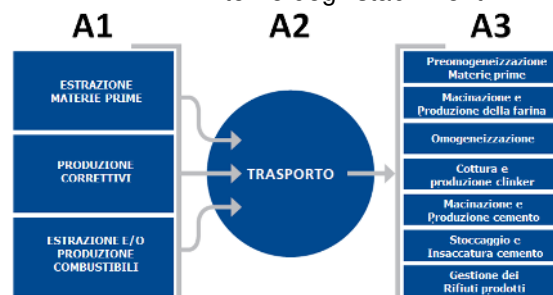 A1
A2
A3
ESTRAZIONE
MATERIE PRIME
PRODUZIONE
CORRETTIVI
ESTRAZIONE E/O
PRODUZIONE
COMBUSTIBILI
TRASPORTO
Preomogeneizzazione
Materie prime
Macinazione e
Produzione della farina
Omogeneizzazione
Cottura e
produzione clinker
Macinazione e
Produzione cemento
Stoccaggio e
Insaccatura cemento
Gestione dei
Rifiuti prodotti